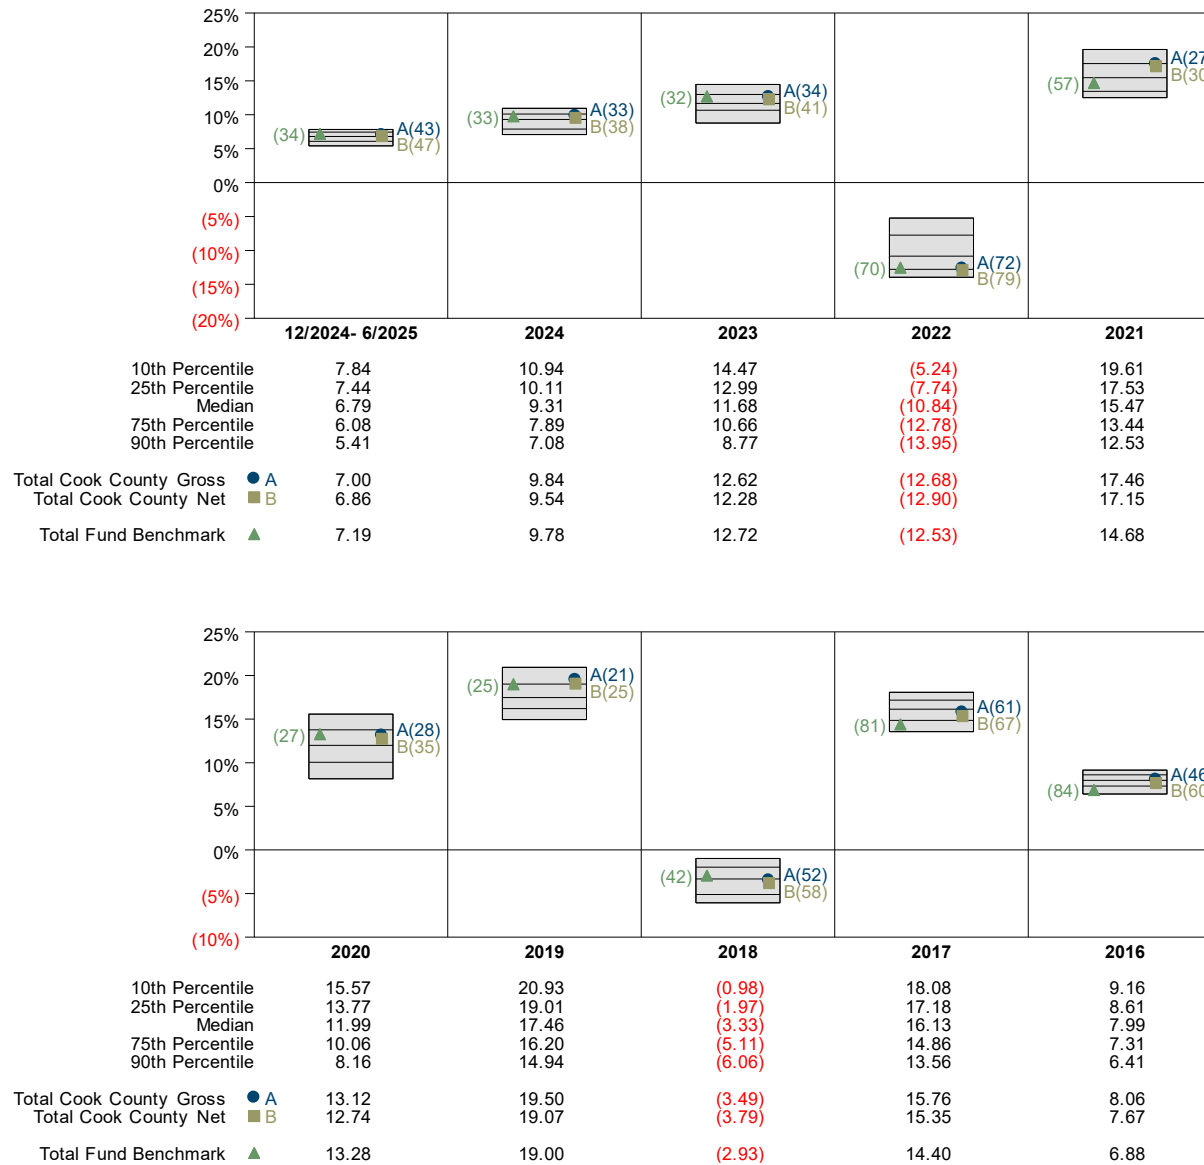 25%
20%
15%
10%
5%
0%
(5%)
(10%)
(15%)
(20%)
(34)
A(43)
B(47)
(33)
A(33)
B(38)
(32)
A(34)
B(41)
(70)
A(72)
B(79)
(57)
A(27
B(30
12/2024- 6/2025 2024 2023 2022 2021
10th Percentile 7.84 10.94 14.47 (5.24) 19.61
25th Percentile 7.44 10.11 12.99 (7.74) 17.53
Median 6.79 9.31 11.68 (10.84) 15.47
75th Percentile 6.08 7.89 10.66 (12.78) 13.44
90th Percentile 5.41 7.08 8.77 (13.95) 12.53
Total Cook County Gross A 7.00 9.84 12.62 (12.68) 17.46
Total Cook County Net B 6.86 9.54 12.28 (12.90) 17.15
Total Fund Benchmark 7.19 9.78 12.72 (12.53) 14.68
25%
20%
15%
10%
5%
0%
(5%)
(10%)
(27)
A(28)
B(35)
(25)
A(21)
B(25)
(42)
A(52)
B(58)
(81)
A(61)
B(67)
(84)
A(46
B(60
2020 2019 2018 2017 2016
10th Percentile 15.57 20.93 (0.98) 18.08 9.16
25th Percentile 13.77 19.01 (1.97) 17.18 8.61
Median 11.99 17.46 (3.33) 16.13 7.99
75th Percentile 10.06 16.20 (5.11) 14.86 7.31
90th Percentile 8.16 14.94 (6.06) 13.56 6.41
Total Cook County Gross A 13.12 19.50 (3.49) 15.76 8.06
Total Cook County Net B 12.74 19.07 (3.79) 15.35 7.67
Total Fund Benchmark 13.28 19.00 (2.93) 14.40 6.88